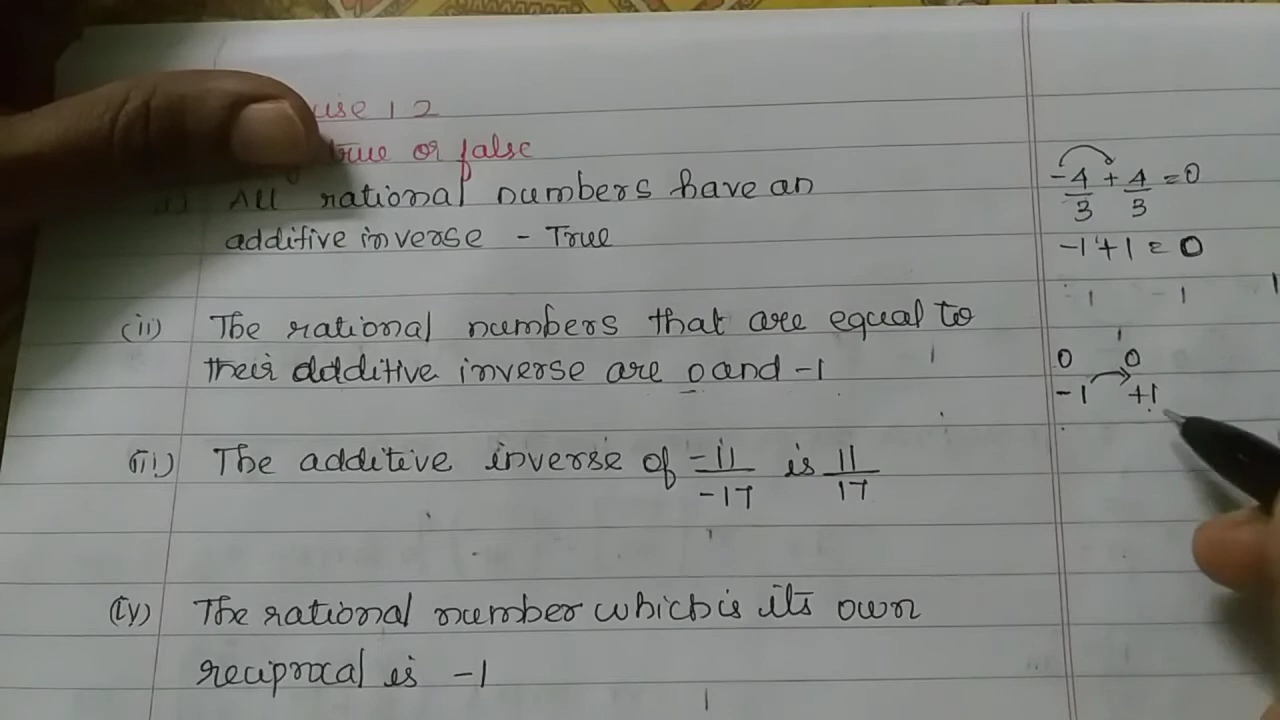 1 2
True or false
All rational numbers have an
additive inverse - True
(ii) The rational numbers that are equal to
their additive inverse are 0 and -1
(iii) The additive inverse of -11/-17 is 11/17
(iv) The rational number which is its own
reciprocal is -1
-4/3 + 4/3 = 0
-1 + 1 = 0
0 0
-1 +1